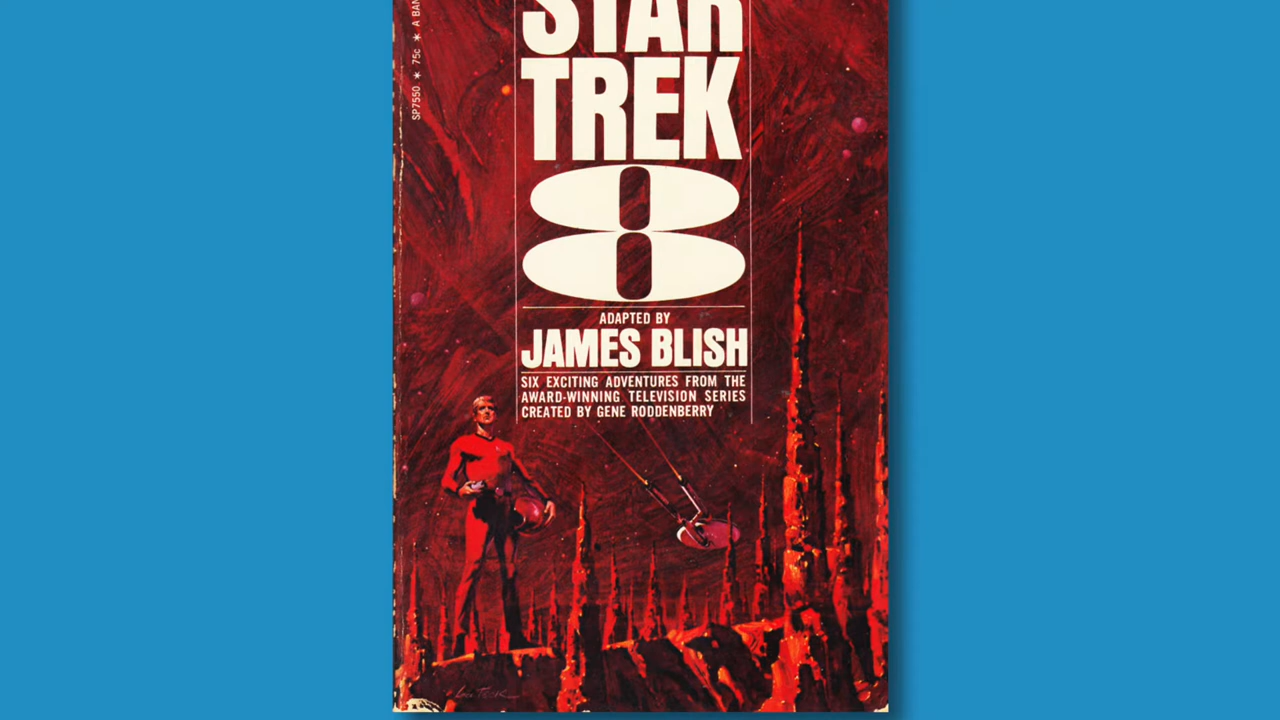 STAR
TREK
8
ADAPTED BY
JAMES BLISH
SIX EXCITING ADVENTURES FROM THE
AWARD-WINNING TELEVISION SERIES
CREATED BY GENE RODDENBERRY
SP7550 * 75c * A BAN